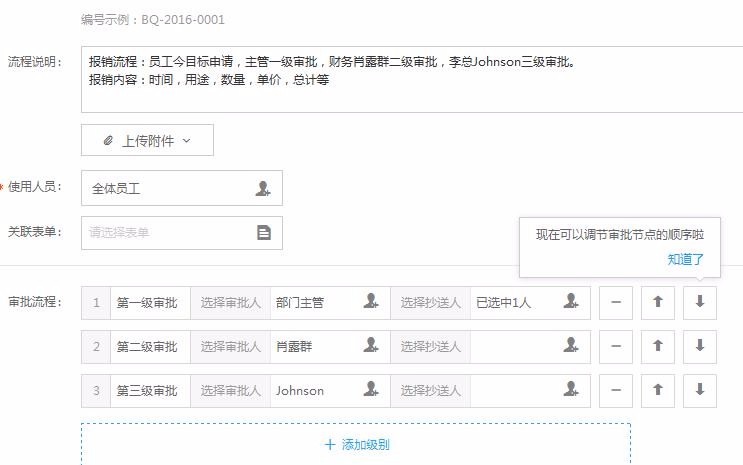 编号示例：BQ-2016-0001
流程说明：
报销流程：员工今目标申请，主管一级审批，财务肖露群二级审批，李总Johnson三级审批。
报销内容：时间，用途，数量，单价，总计等
上传附件
* 使用人员： 全体员工
关联表单： 请选择表单
现在可以调节审批节点的顺序啦
知道了
审批流程： 1 第一级审批 选择审批人 部门主管 选择抄送人 已选中1人
2 第二级审批 选择审批人 肖露群 选择抄送人
3 第三级审批 选择审批人 Johnson 选择抄送人
+ 添加级别